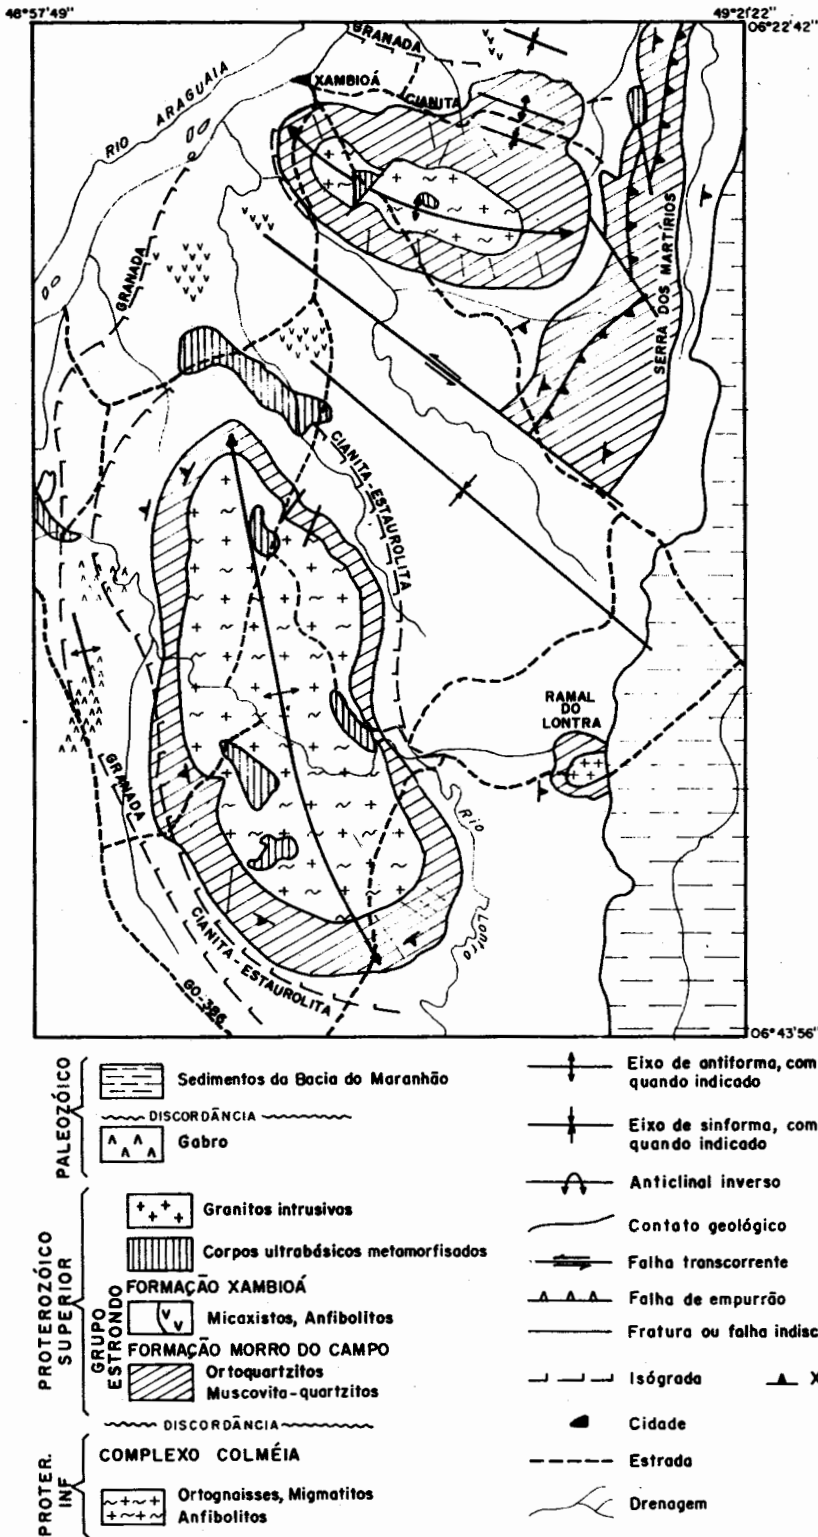 48°57'49"
49°21'22"
06°22'42"
GRANADA
XAMBIOÁ
CIANITA
RIO ARAGUAIA
GRANADA
SERRA DOS MARTÍRIOS
CIANITA-ESTAUROLITA
RAMAL
DO
LONTRA
GRANADA
Rio
Lontra
CIANITA-ESTAUROLITA
GO-386
06°43'56"
PALEOZÓICO
Sedimentos da Bacia do Maranhão
DISCORDÂNCIA
Gabro
PROTEROZÓICO
SUPERIOR
GRUPO
ESTRONDO
Granitos intrusivos
Corpos ultrabásicos metamorfisados
FORMAÇÃO XAMBIOÁ
Micaxistos, Anfibolitos
FORMAÇÃO MORRO DO CAMPO
Ortoquartzitos
Muscovita-quartzitos
DISCORDÂNCIA
PROTER.
INF
COMPLEXO COLMÉIA
Ortognaisses, Migmatitos
Anfibolitos
Eixo de antiforma, com
quando indicado
Eixo de sinforma, com
quando indicado
Anticlinal inverso
Contato geológico
Falha transcorrente
Falha de empurrão
Fratura ou falha indisc
Isógrada
X
Cidade
Estrada
Drenagem